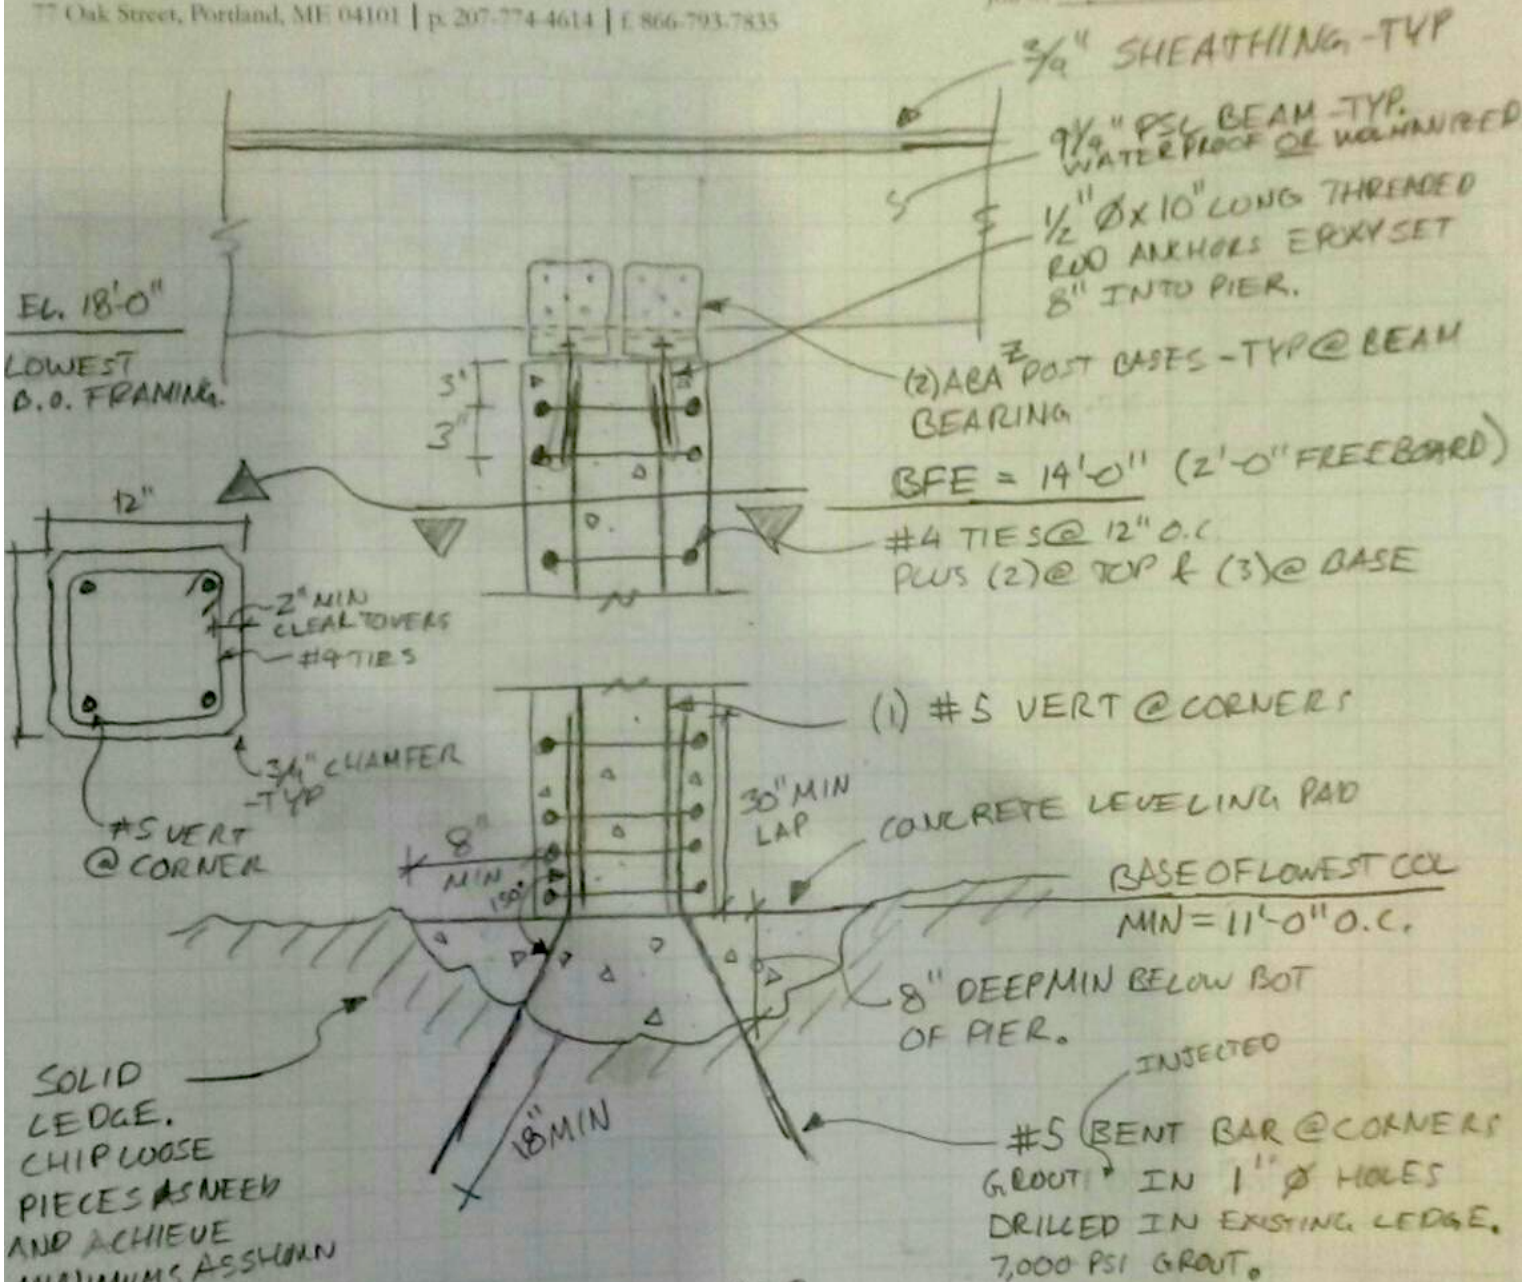 77 Oak Street, Portland, ME 04101 | p. 207-774-4614 | f. 866-793-7835
3/4" SHEATHING - TYP
9 1/4" PSL BEAM - TYP.
WATERPROOF OR WOLMANIZED
1/2" Ø X 10" LONG THREADED
ROD ANCHORS EPOXY SET
8" INTO PIER.
EL. 18'-0"
LOWEST
B.O. FRAMING.
(2) ABA Z POST BASES - TYP @ BEAM
BEARING
3"
3"
BFE = 14'-0" (2'-0" FREEBOARD)
#4 TIES @ 12" O.C.
PLUS (2) @ TOP & (3) @ BASE
12"
2" MIN
CLEAR
#4 TIES
3/4" CHAMFER
- TYP
#5 VERT
@ CORNER
(1) #5 VERT @ CORNERS
30" MIN
LAP
CONCRETE LEVELING PAD
8"
MIN
150°
BASE OF LOWEST COL
MIN = 11'-0" O.C.
8" DEEP MIN BELOW BOT
OF PIER.
SOLID
LEDGE.
CHIP LOOSE
PIECES AS NEED
AND ACHIEVE
MINIMUMS AS SHOWN
18" MIN
INJECTED
#5 BENT BAR @ CORNERS
GROUT IN 1" Ø HOLES
DRILLED IN EXISTING LEDGE.
7,000 PSI GROUT.